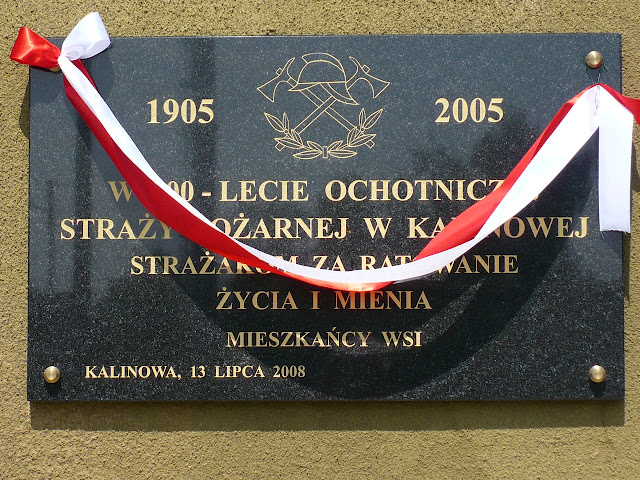 1905 2005
W 100 - LECIE OCHOTNICZEJ
STRAŻY POŻARNEJ W KALINOWEJ
STRAŻAKOM ZA RATOWANIE
ŻYCIA I MIENIA
MIESZKAŃCY WSI
KALINOWA, 13 LIPCA 2008